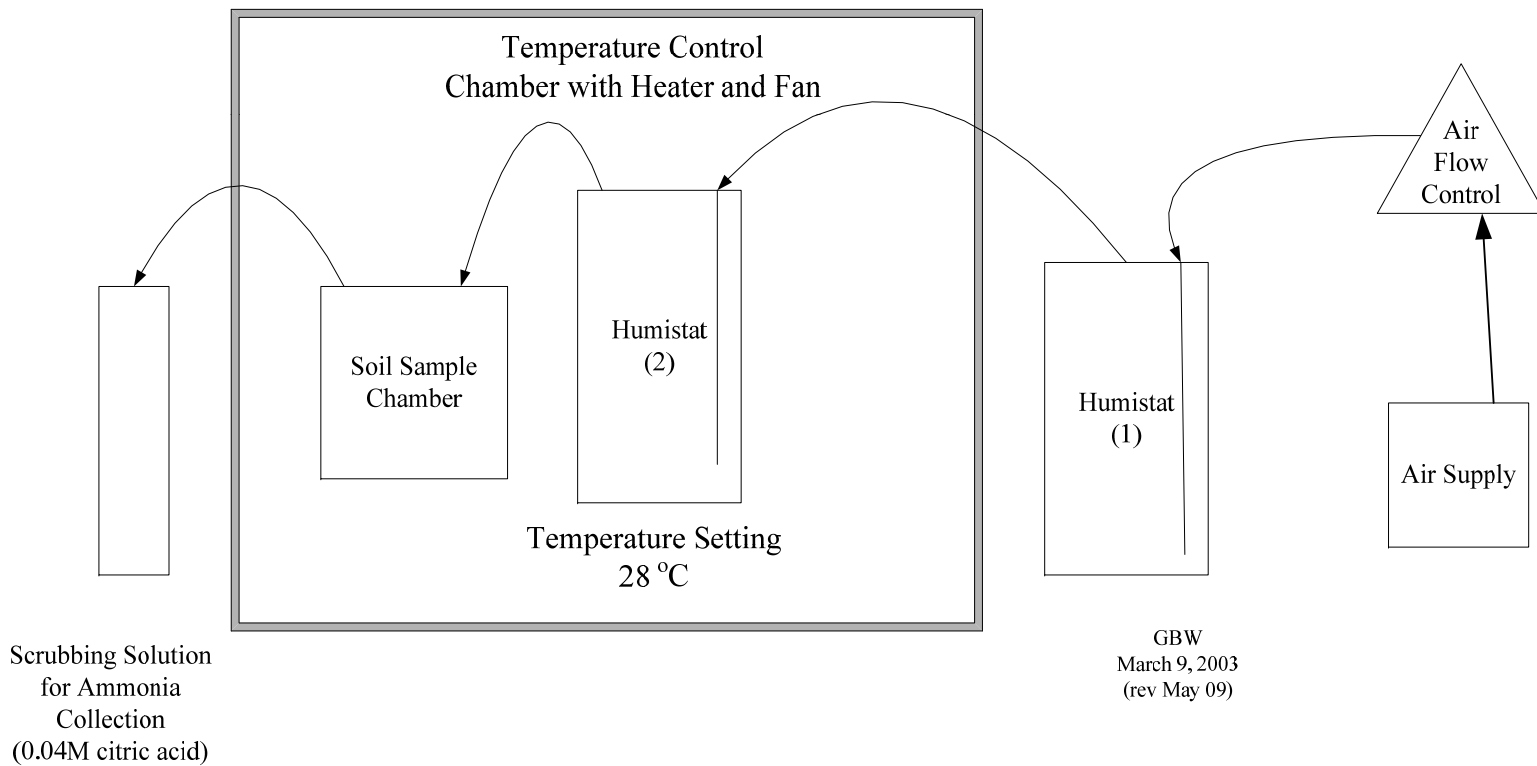 Temperature Control
Chamber with Heater and Fan
Air
Flow
Control
Humistat
(2)
Soil Sample
Chamber
Humistat
(1)
Air Supply
Temperature Setting
28 °C
Scrubbing Solution
for Ammonia
Collection
(0.04M citric acid)
GBW
March 9, 2003
(rev May 09)